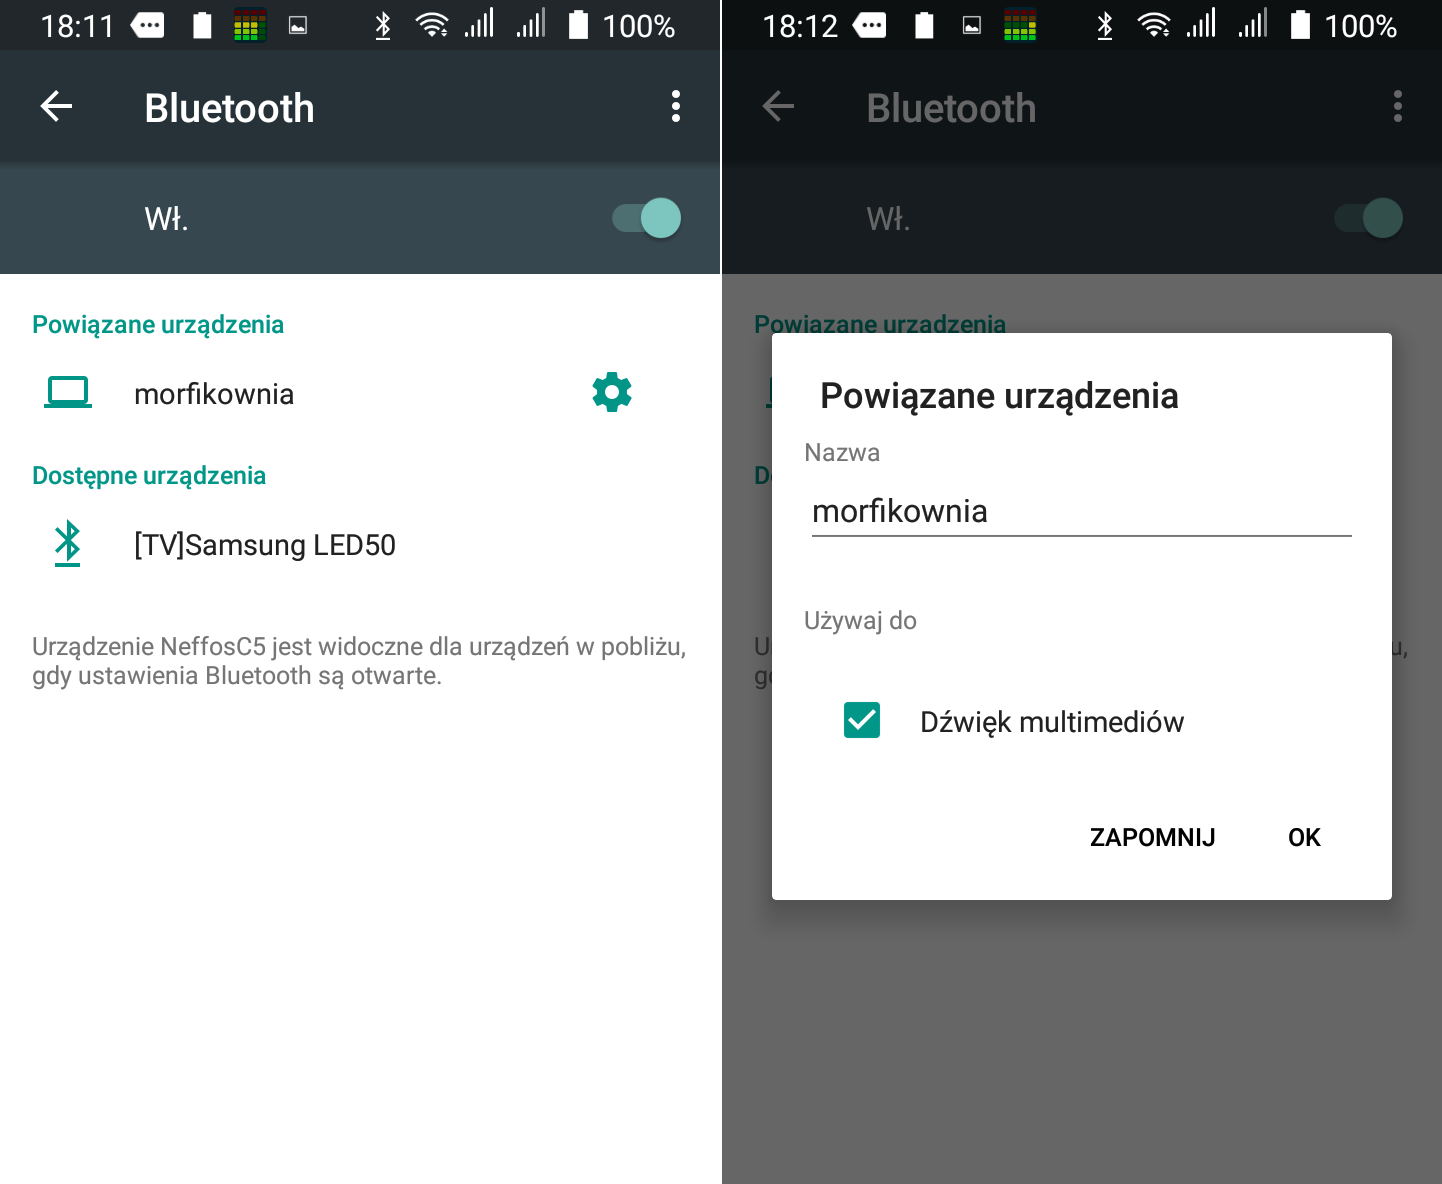 18:11
100%
Bluetooth
Wł.
Powiązane urządzenia
morfikownia
Dostępne urządzenia
[TV]Samsung LED50
Urządzenie NeffosC5 jest widoczne dla urządzeń w pobliżu,
gdy ustawienia Bluetooth są otwarte.
18:12
100%
Bluetooth
Wł.
Powiązane urządzenia
Powiązane urządzenia
Nazwa
morfikownia
Używaj do
Dźwięk multimediów
ZAPOMNIJ
OK